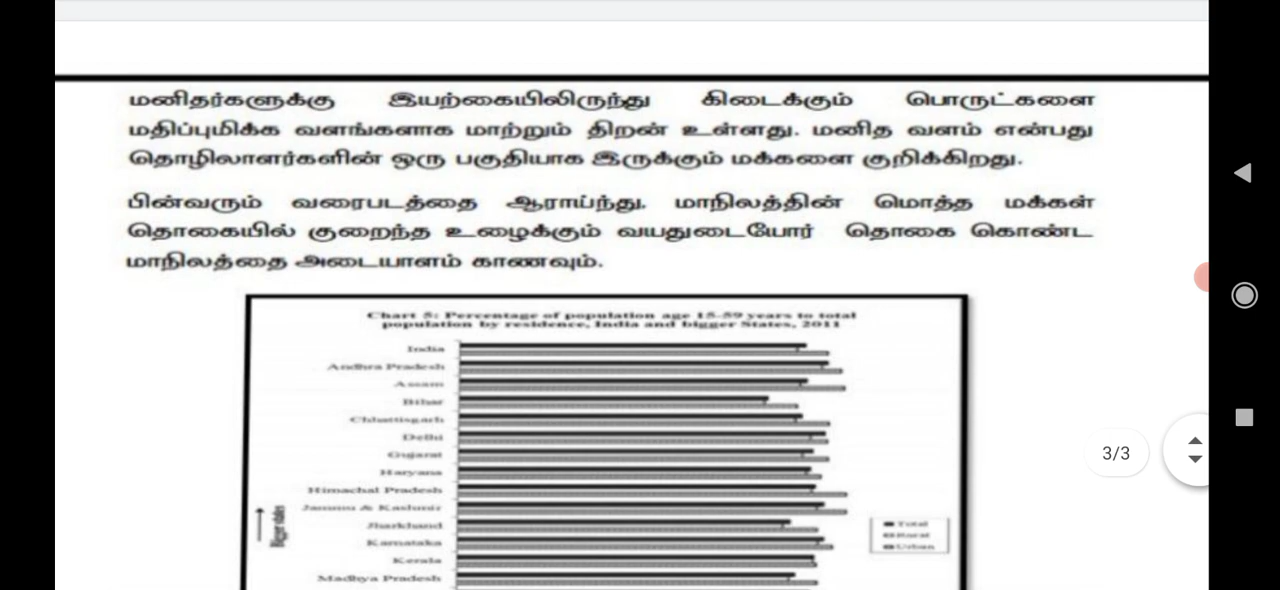 மனிதர்களுக்கு இயற்கையிலிருந்து கிடைக்கும் பொருட்களை
மதிப்புமிக்க வளங்களாக மாற்றும் திறன் உள்ளது. மனித வளம் என்பது
தொழிலாளர்களின் ஒரு பகுதியாக இருக்கும் மக்களை குறிக்கிறது.
பின்வரும் வரைபடத்தை ஆராய்ந்து, மாநிலத்தின் மொத்த மக்கள்
தொகையில் குறைந்த உழைக்கும் வயதுடையோர் தொகை கொண்ட
மாநிலத்தை அடையாளம் காணவும்.
Chart 5: Percentage of population age 15-59 years to total
population by residence, India and bigger States, 2011
India
Andhra Pradesh
Assam
Bihar
Chhattisgarh
Delhi
Gujarat
Haryana
Himachal Pradesh
Jammu & Kashmir
Jharkhand
Karnataka
Kerala
Madhya Pradesh
Bigger states
Total
Rural
Urban
3/3